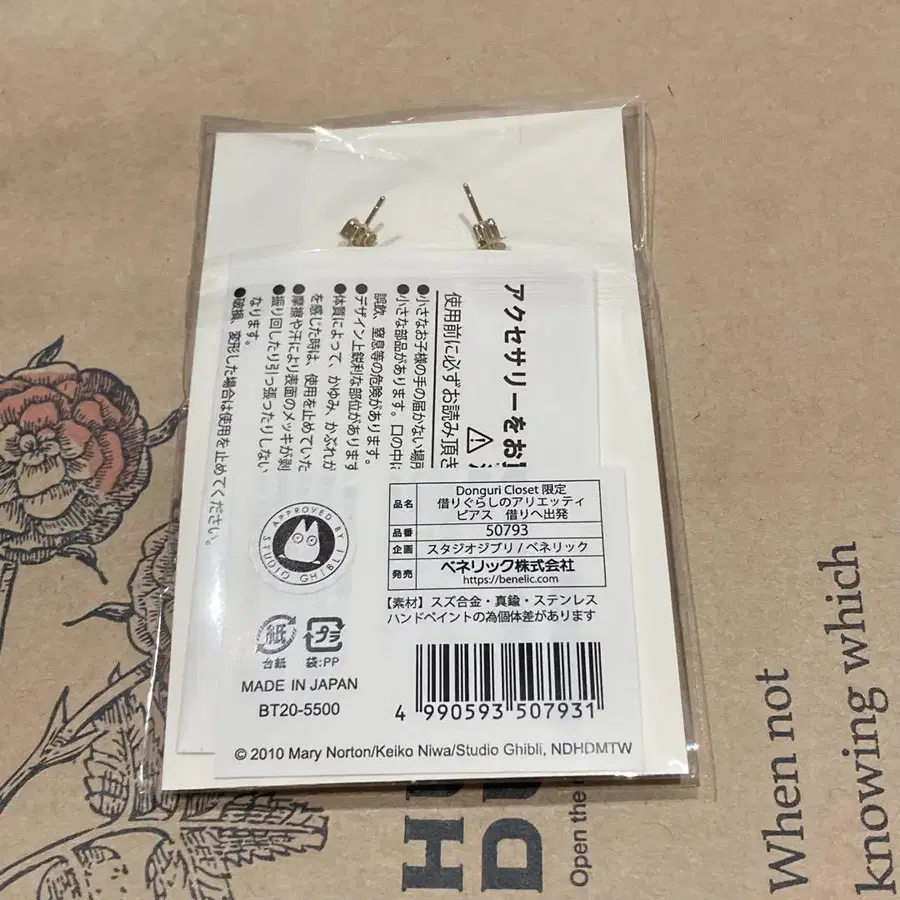 アクセサリーをお
使用前に必ずお読み頂き
●小さなお子様の手の届かない場所
●小さな部品があります。口の中に
誤飲、窒息等の危険があります。
●デザイン上鋭利な部位があります
●体質によって、かゆみ かぶれが
を感じた時は、使用を止めていた
●摩擦や汗により表面のメッキが剥
●振り回したり引っ張ったりしない
なります。
●破損、変形した場合は使用を止めてください。
APPROVED BY
STUDIO GHIBLI
Donguri Closet 限定
品名 借りぐらしのアリエッティ
ピアス 借りへ出発
品番 50793
企画 スタジオジブリ / ベネリック
発売 ベネリック株式会社
https://benelic.com
【素材】スズ合金・真鍮・ステンレス
ハンドペイントの為個体差があります
紙 プラ
台紙 袋:PP
MADE IN JAPAN
BT20-5500
4 990593 507931
© 2010 Mary Norton/Keiko Niwa/Studio Ghibli, NDHDMTW
H
D
Open the
When not
knowing which